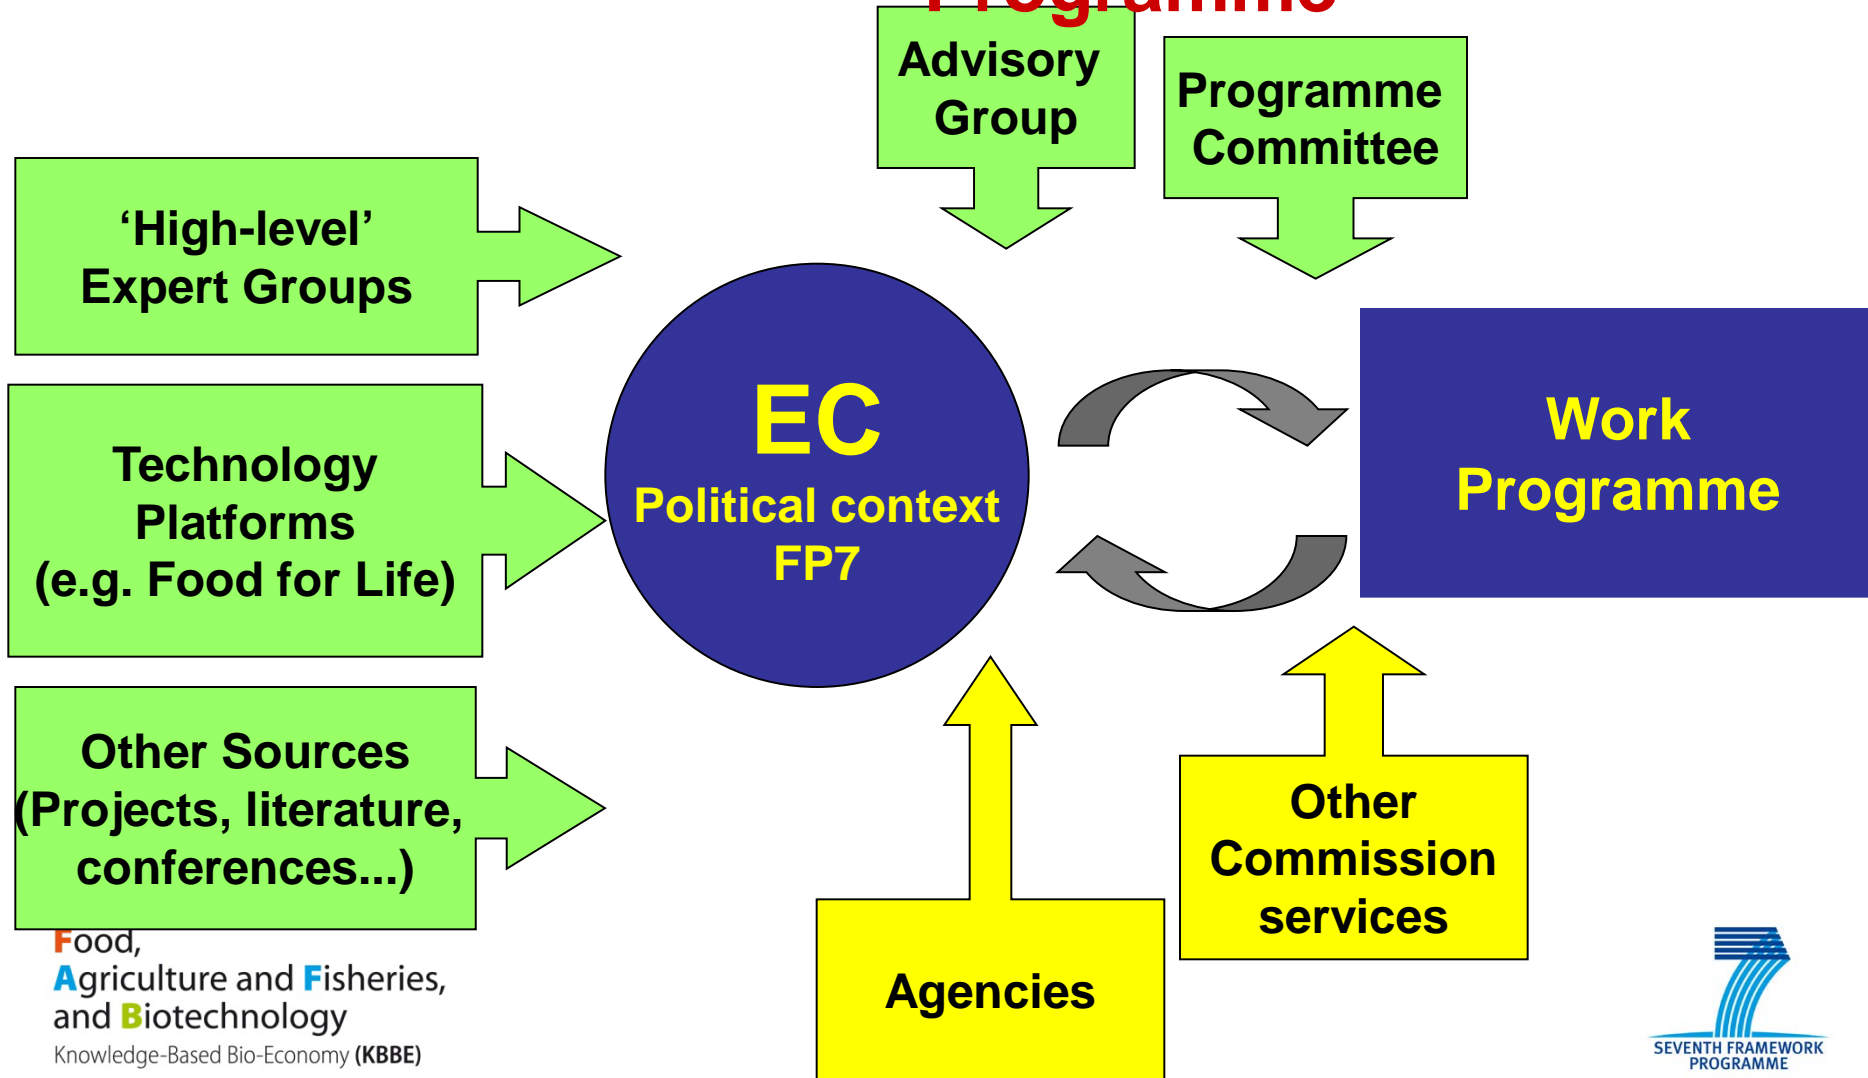 Programme
Advisory
Group
Programme
Committee
‘High-level’
Expert Groups
Technology
Platforms
(e.g. Food for Life)
Other Sources
(Projects, literature,
conferences...)
EC
Political context
FP7
Work
Programme
Other
Commission
services
Agencies
Food,
Agriculture and Fisheries,
and Biotechnology
Knowledge-Based Bio-Economy (KBBE)
SEVENTH FRAMEWORK
PROGRAMME